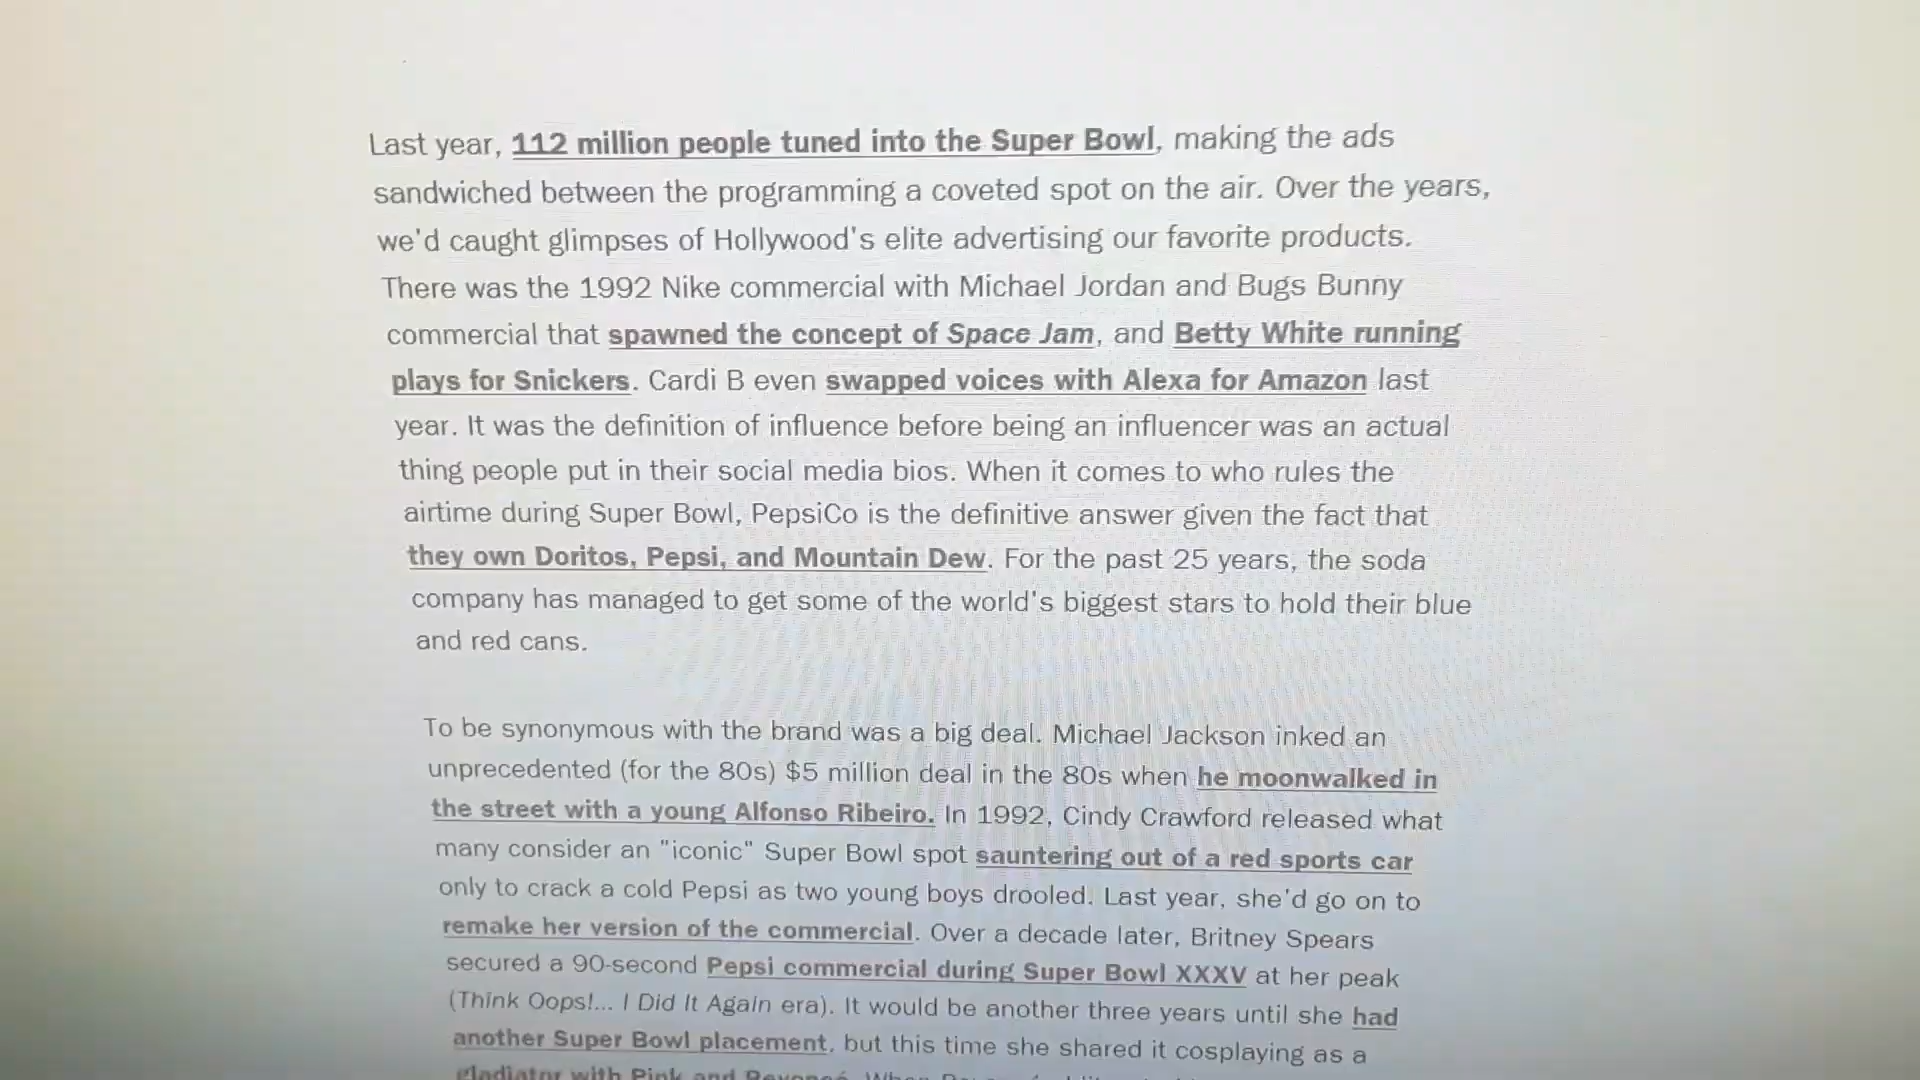 Last year, 112 million people tuned into the Super Bowl, making the ads
sandwiched between the programming a coveted spot on the air. Over the years,
we'd caught glimpses of Hollywood's elite advertising our favorite products.
There was the 1992 Nike commercial with Michael Jordan and Bugs Bunny
commercial that spawned the concept of Space Jam, and Betty White running
plays for Snickers. Cardi B even swapped voices with Alexa for Amazon last
year. It was the definition of influence before being an influencer was an actual
thing people put in their social media bios. When it comes to who rules the
airtime during Super Bowl, PepsiCo is the definitive answer given the fact that
they own Doritos, Pepsi, and Mountain Dew. For the past 25 years, the soda
company has managed to get some of the world's biggest stars to hold their blue
and red cans.
To be synonymous with the brand was a big deal. Michael Jackson inked an
unprecedented (for the 80s) $5 million deal in the 80s when he moonwalked in
the street with a young Alfonso Ribeiro. In 1992, Cindy Crawford released what
many consider an "iconic" Super Bowl spot sauntering out of a red sports car
only to crack a cold Pepsi as two young boys drooled. Last year, she'd go on to
remake her version of the commercial. Over a decade later, Britney Spears
secured a 90-second Pepsi commercial during Super Bowl XXXV at her peak
(Think Oops!... I Did It Again era). It would be another three years until she had
another Super Bowl placement, but this time she shared it cosplaying as a
gladiator with Pink and Beyoncé. When